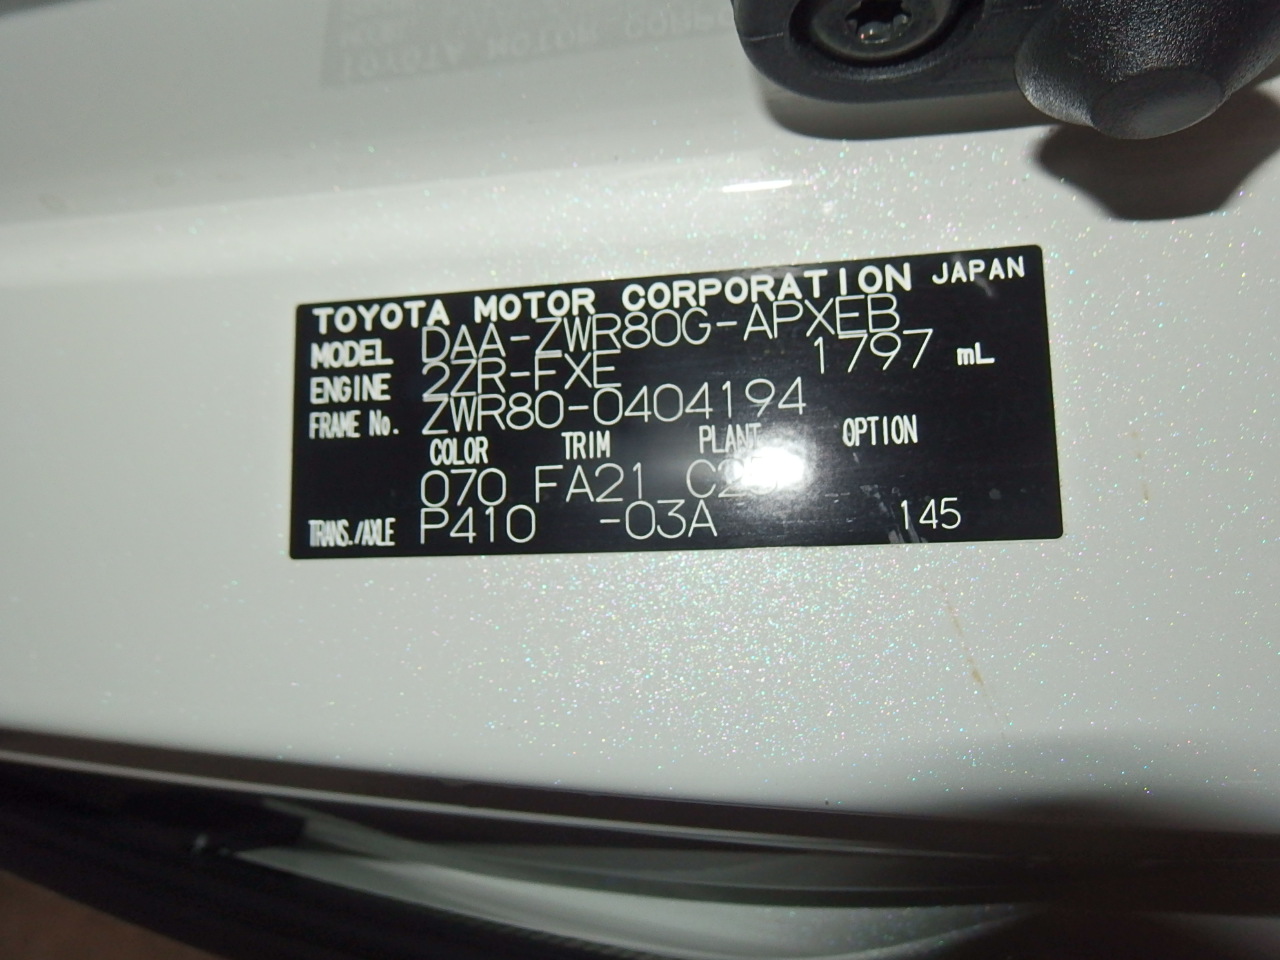 TOYOTA MOTOR CORPORATION JAPAN
MODEL DAA-ZWR80G-APXEB
ENGINE 2ZR-FXE 1797 mL
FRAME No. ZWR80-0404194
COLOR TRIM PLANT OPTION
070 FA21
TRANS./AXLE P410 -03A 145